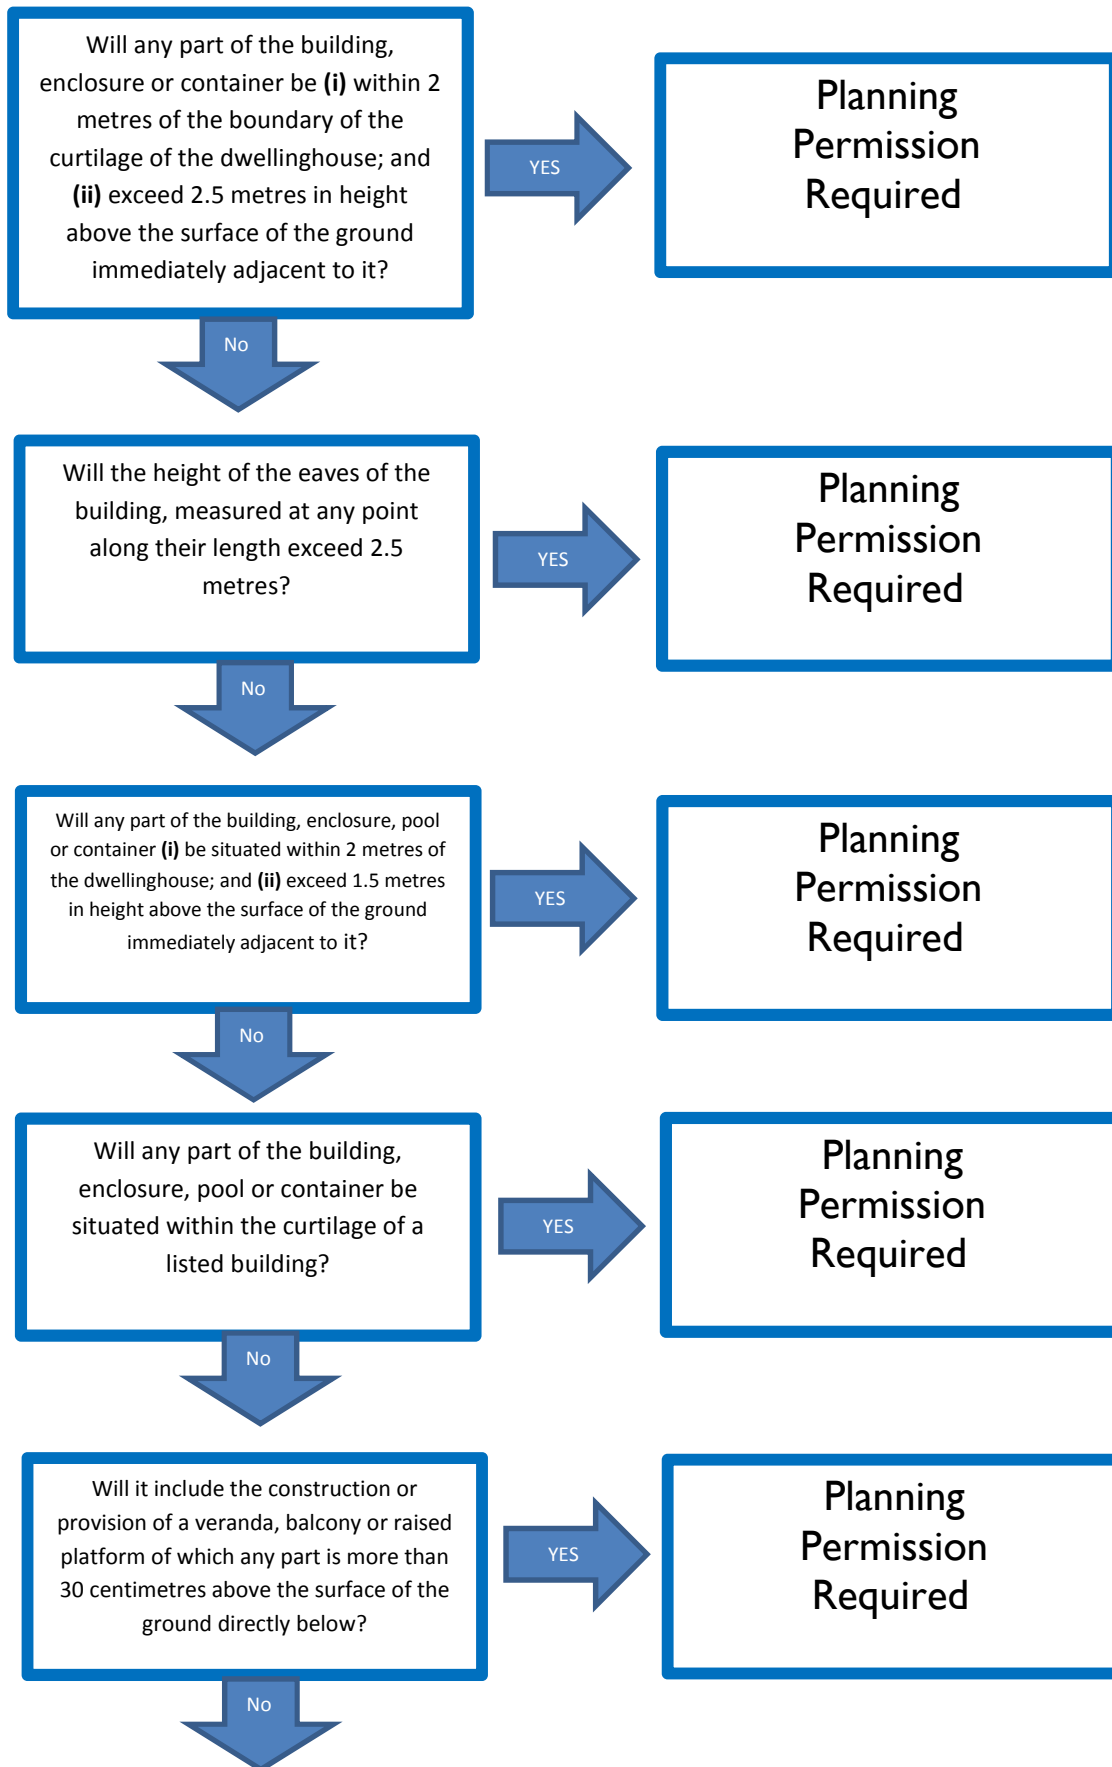 Will any part of the building,
enclosure or container be (i) within 2
metres of the boundary of the
curtilage of the dwellinghouse; and
(ii) exceed 2.5 metres in height
above the surface of the ground
immediately adjacent to it?
YES
Planning
Permission
Required
No
Will the height of the eaves of the
building, measured at any point
along their length exceed 2.5
metres?
YES
Planning
Permission
Required
No
Will any part of the building, enclosure, pool
or container (i) be situated within 2 metres of
the dwellinghouse; and (ii) exceed 1.5 metres
in height above the surface of the ground
immediately adjacent to it?
YES
Planning
Permission
Required
No
Will any part of the building,
enclosure, pool or container be
situated within the curtilage of a
listed building?
YES
Planning
Permission
Required
No
Will it include the construction or
provision of a veranda, balcony or raised
platform of which any part is more than
30 centimetres above the surface of the
ground directly below?
YES
Planning
Permission
Required
No